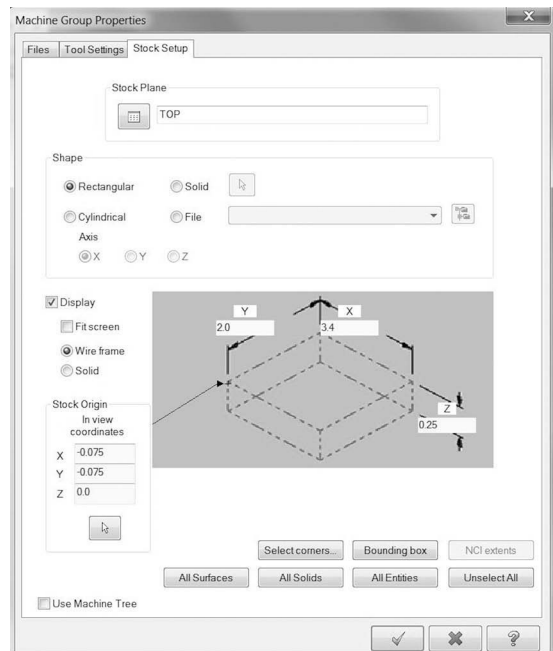 Machine Group Properties
X
Files Tool Settings Stock Setup
Stock Plane
TOP
Shape
Rectangular Solid
Cylindrical File
Axis
X Y Z
Display
Fit screen
Wire frame
Solid
Y X
2.0 3.4
Z
0.25
Stock Origin
In view
coordinates
X -0.075
Y -0.075
Z 0.0
Select corners... Bounding box NCI extents
All Surfaces All Solids All Entities Unselect All
Use Machine Tree
?